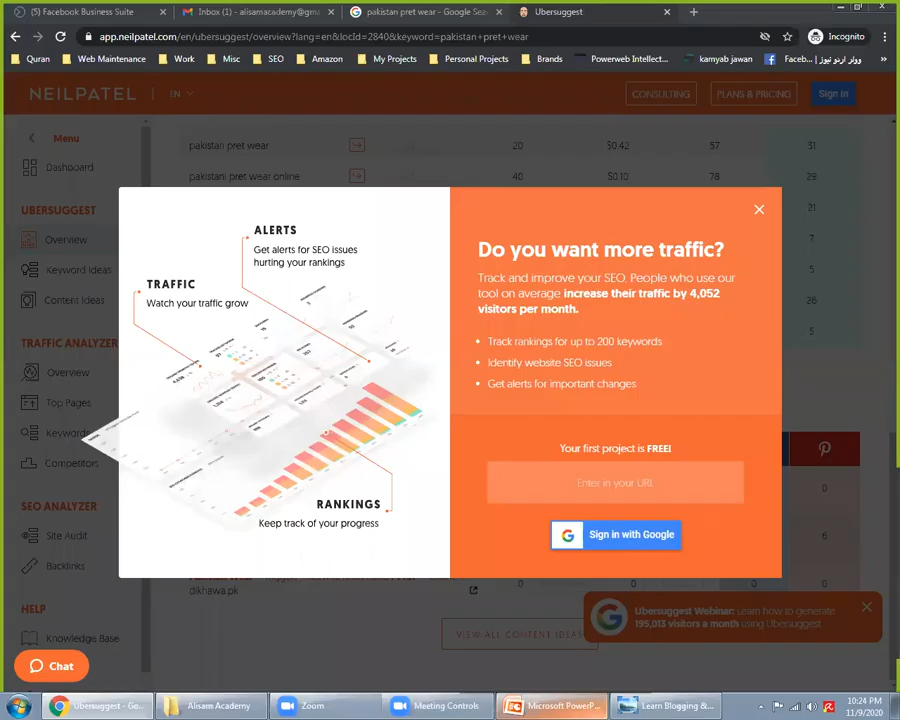 (5) Facebook Business Suite
Inbox (1) - alisamacademy@gm
pakistan pret wear - Google Sea
Ubersuggest
app.neilpatel.com/en/ubersuggest/overview?lang=en&locId=2840&keyword=pakistan+pret+wear
Incognito
Quran
Web Maintenance
Work
Misc
SEO
Amazon
My Projects
Personal Projects
Brands
Powerweb Intellect...
kamyab jawan
Faceb... وولر اردو نیوز |
»
NEILPATEL
EN
CONSULTING
PLANS & PRICING
Sign in
Menu
Dashboard
UBERSUGGEST
Overview
Keyword Ideas
Content Ideas
TRAFFIC ANALYZER
Overview
Top Pages
Keywords
Competitors
SEO ANALYZER
Site Audit
Backlinks
HELP
Knowledge Base
Chat
pakistan pret wear 20 $0.42 57 31
pakistani pret wear online 40 $0.10 78 29
21
7
5
26
5
ALERTS
Get alerts for SEO issues
hurting your rankings
TRAFFIC
Watch your traffic grow
RANKINGS
Keep track of your progress
Do you want more traffic?
Track and improve your SEO. People who use our
tool on average increase their traffic by 4,052
visitors per month.
• Track rankings for up to 200 keywords
• Identify website SEO issues
• Get alerts for important changes
Your first project is FREE!
Enter in your URL
Sign in with Google
0
6
dikhawa.pk
0 0 0 0
VIEW ALL CONTENT IDEAS
Ubersuggest Webinar: Learn how to generate
195,013 visitors a month using Ubersuggest
Ubersuggest - Go...
Alisam Academy
Zoom
Meeting Controls
Microsoft PowerP...
Learn Blogging &...
10:24 PM
11/9/2020